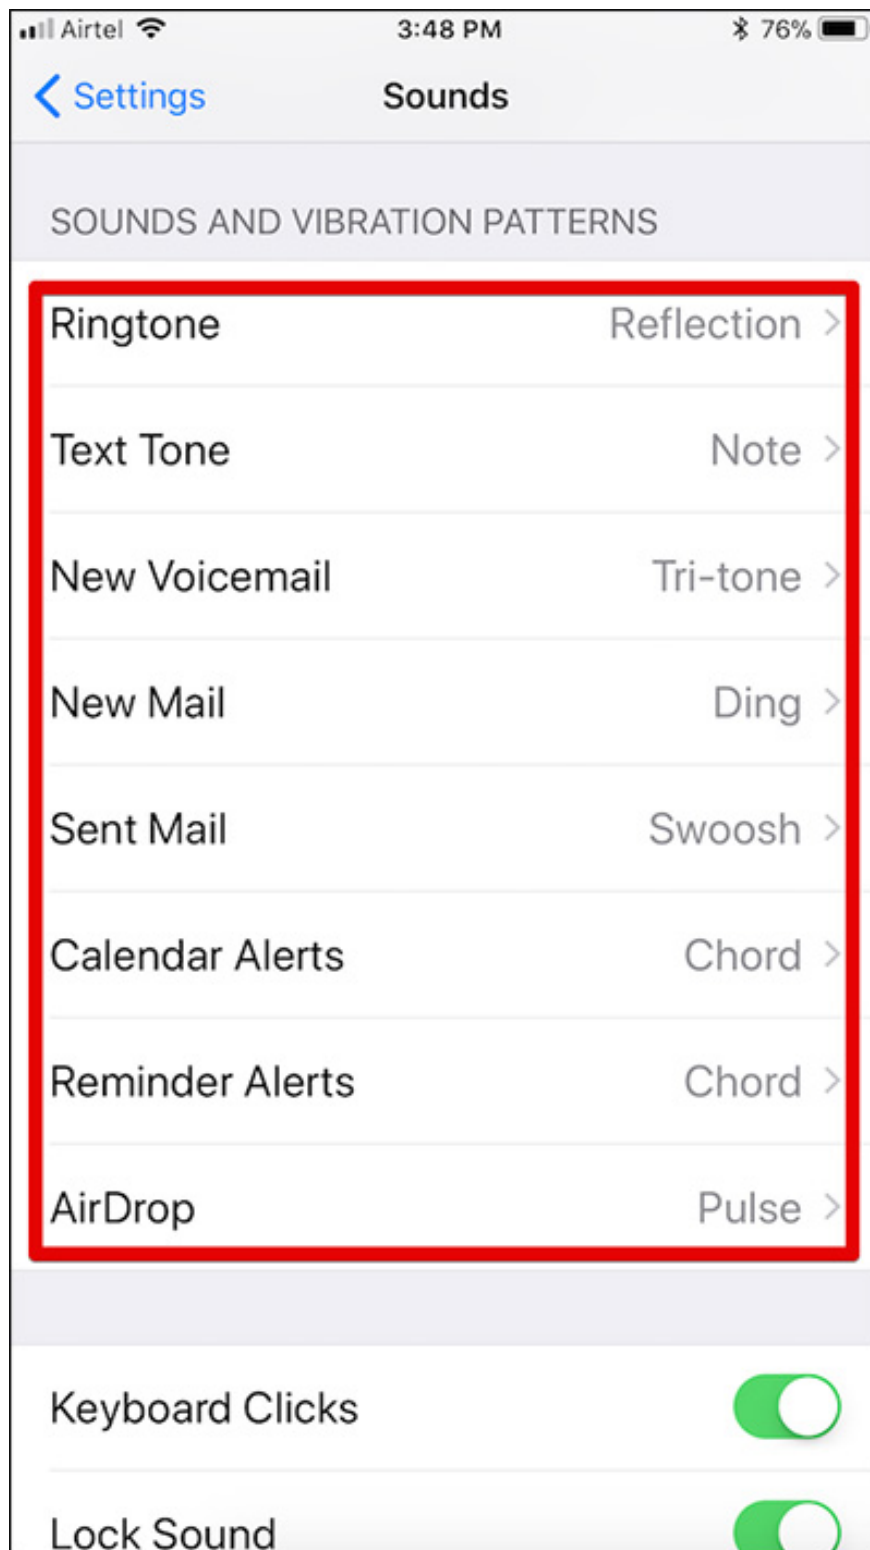 Airtel 3:48 PM 76%
Settings Sounds
SOUNDS AND VIBRATION PATTERNS
Ringtone Reflection
Text Tone Note
New Voicemail Tri-tone
New Mail Ding
Sent Mail Swoosh
Calendar Alerts Chord
Reminder Alerts Chord
AirDrop Pulse
Keyboard Clicks
Lock Sound